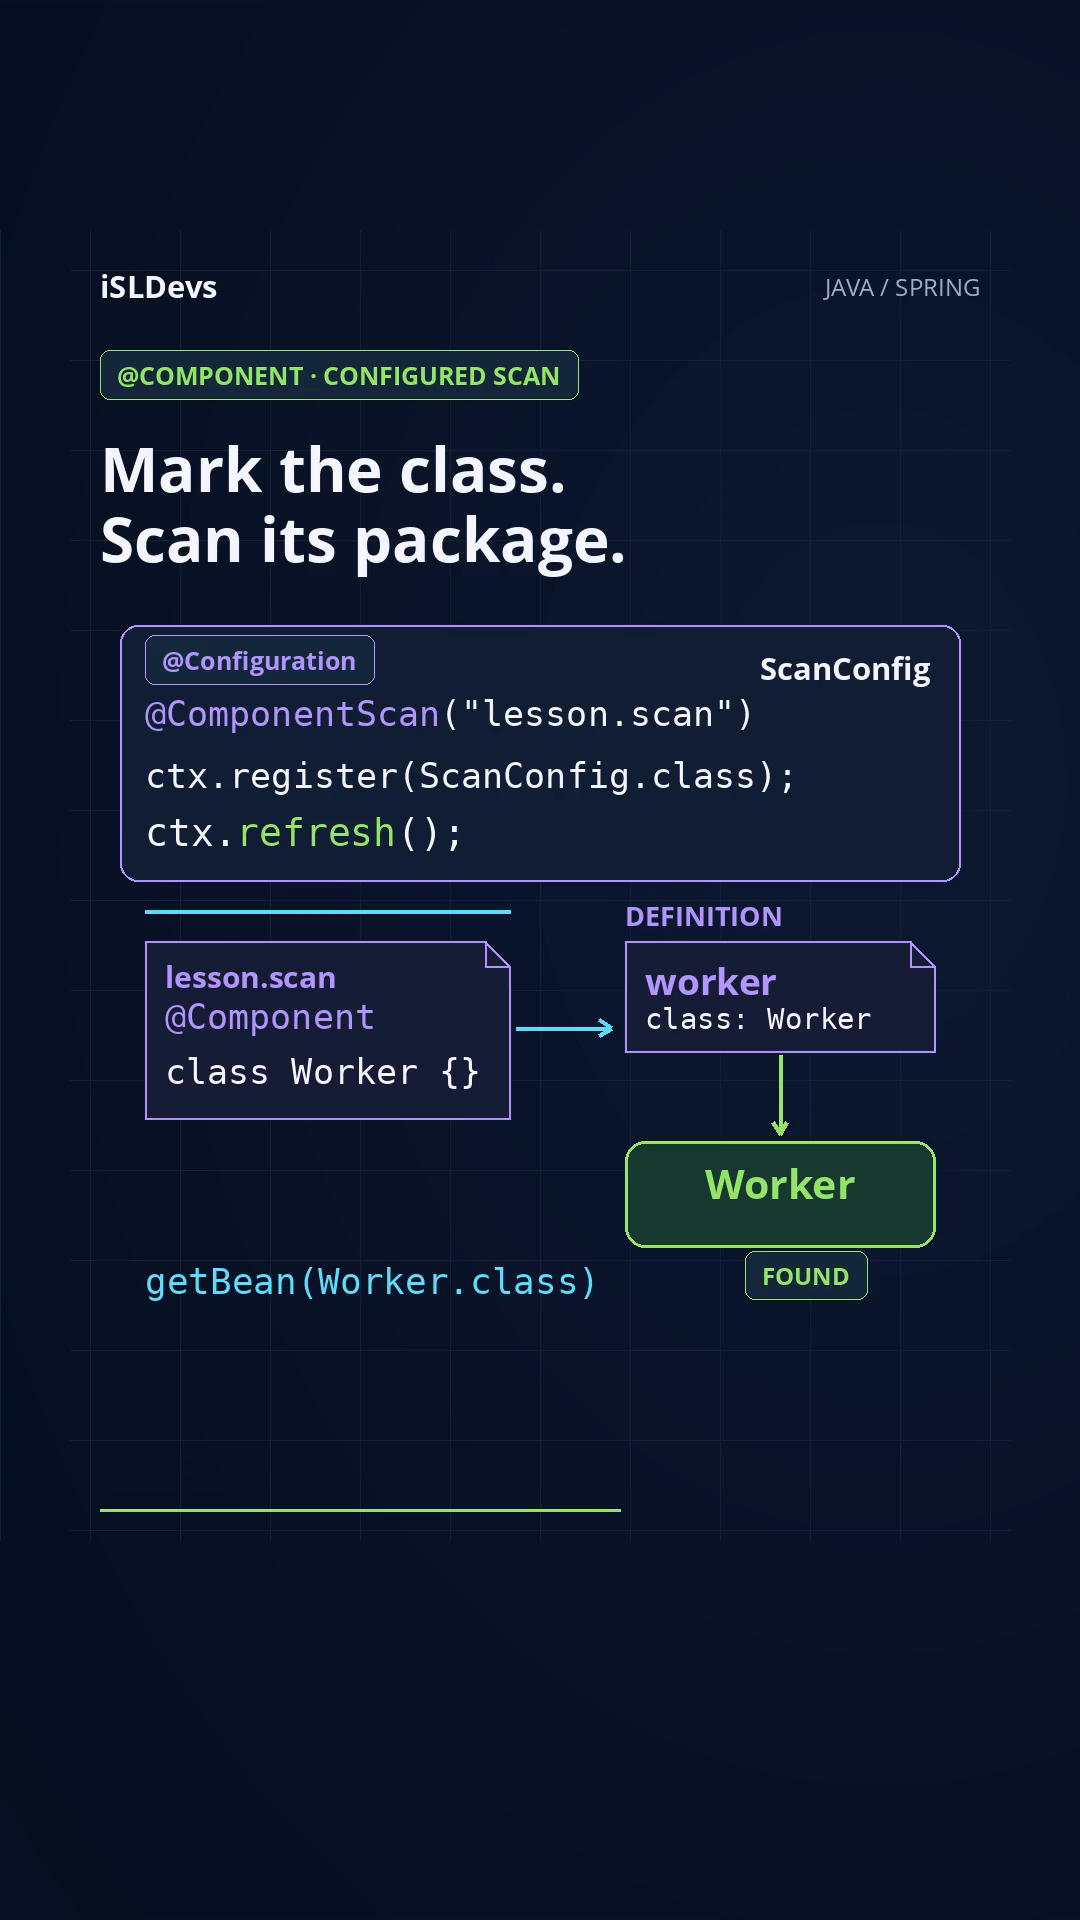 iSLDevs
JAVA / SPRING
@COMPONENT · CONFIGURED SCAN
Mark the class.
Scan its package.
@Configuration
ScanConfig
@ComponentScan("lesson.scan")
ctx.register(ScanConfig.class);
ctx.refresh();
lesson.scan
@Component
class Worker {}
DEFINITION
worker
class: Worker
Worker
getBean(Worker.class)
FOUND